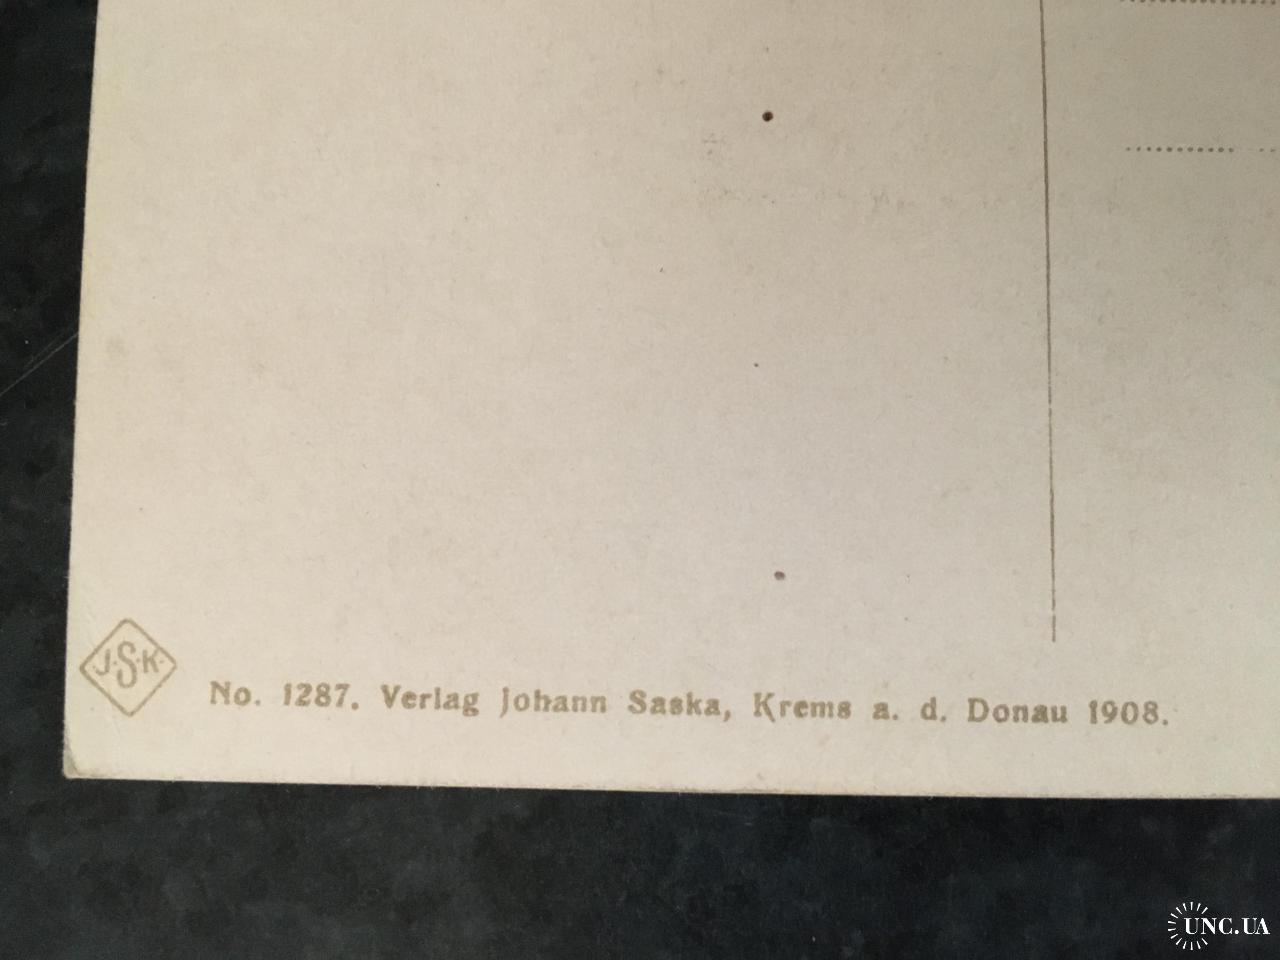 J.S.K.
No. 1287. Verlag Johann Saska, Krems a. d. Donau 1908.
UNC.UA